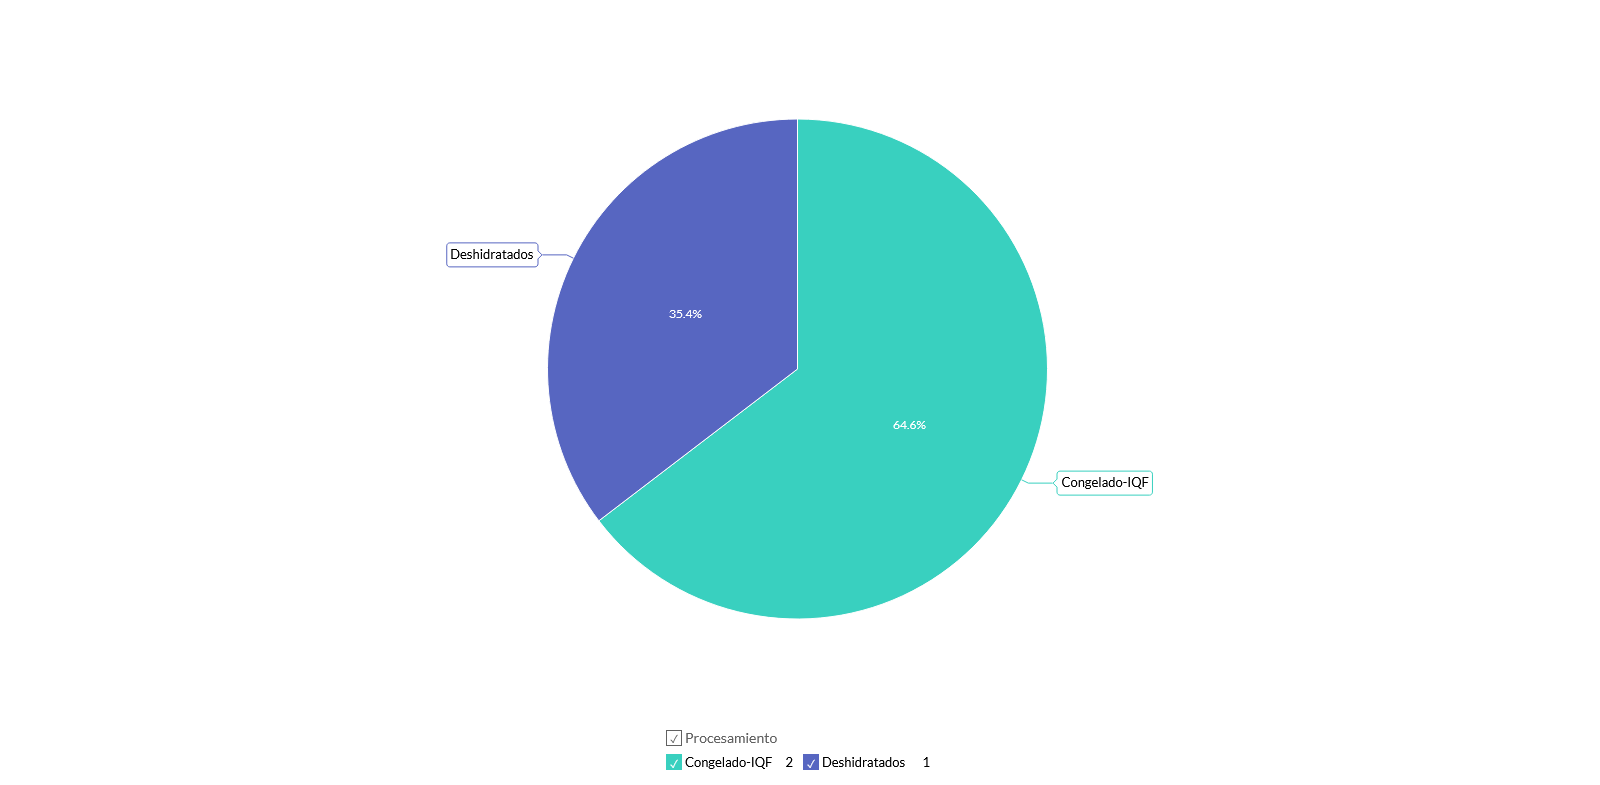 Deshidratados
35.4%
64.6%
Congelado-IQF
Procesamiento
Congelado-IQF 2 Deshidratados 1